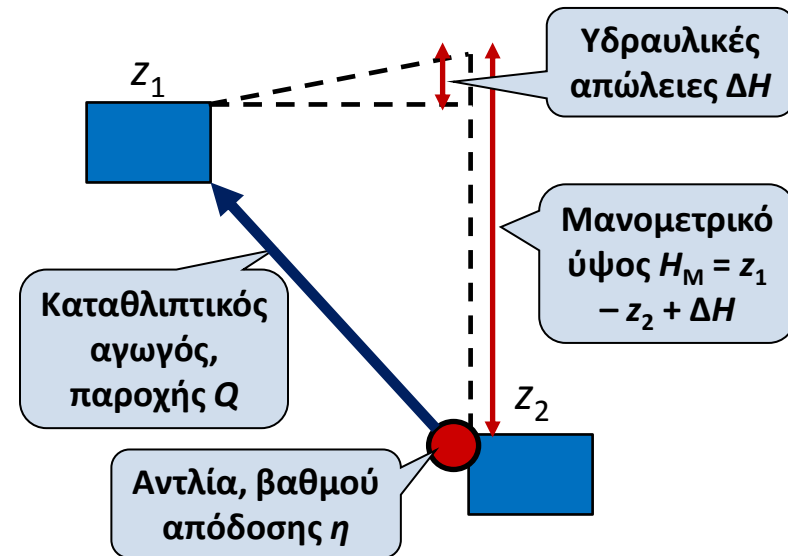 Υδραυλικές
απώλειες ΔH
z1
Μανομετρικό
ύψος HM = z1
– z2 + ΔH
Καταθλιπτικός
αγωγός,
παροχής Q
z2
Αντλία, βαθμού
απόδοσης η